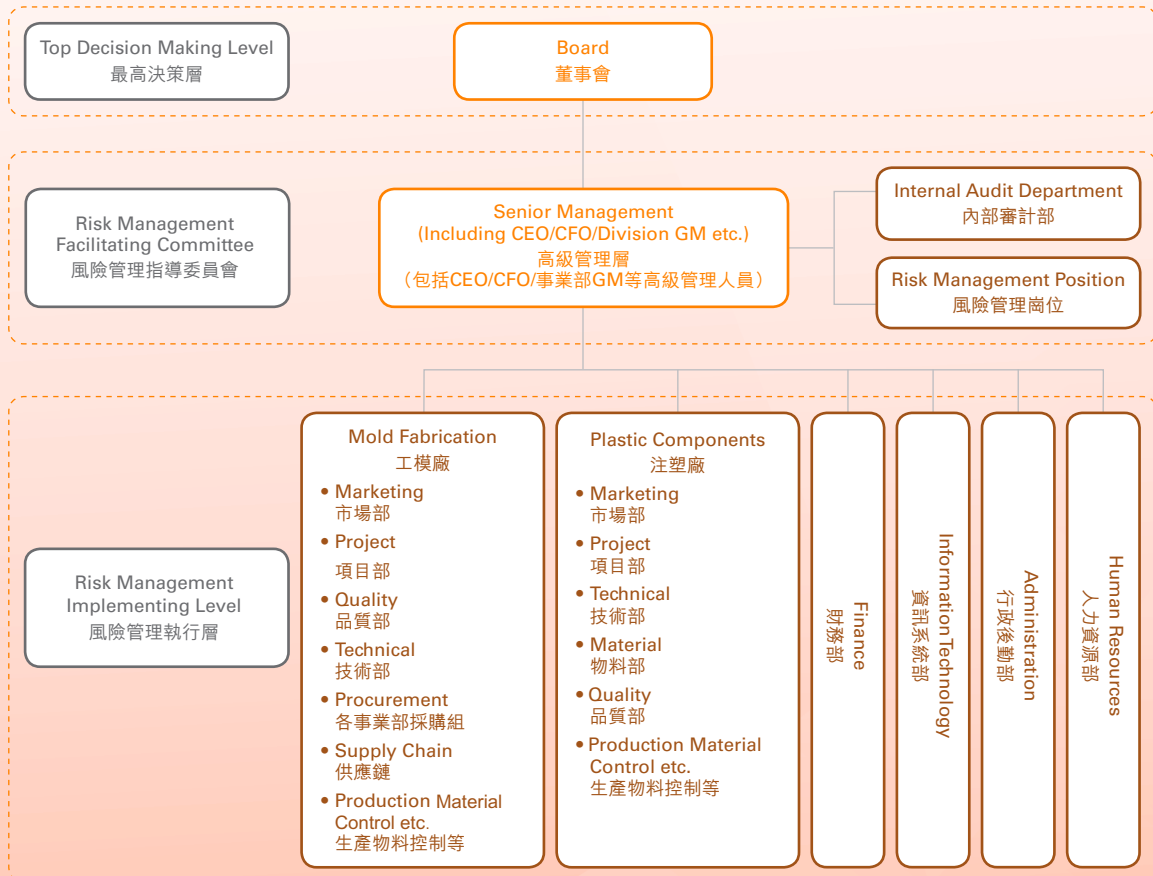 Top Decision Making Level
最高決策層
Board
董事會
Risk Management
Facilitating Committee
風險管理指導委員會
Senior Management
(Including CEO/CFO/Division GM etc.)
高級管理層
（包括CEO/CFO/事業部GM等高級管理人員）
Internal Audit Department
內部審計部
Risk Management Position
風險管理崗位
Risk Management
Implementing Level
風險管理執行層
Mold Fabrication
工模廠
• Marketing
市場部
• Project
項目部
• Quality
品質部
• Technical
技術部
• Procurement
各事業部採購組
• Supply Chain
供應鏈
• Production Material
Control etc.
生產物料控制等
Plastic Components
注塑廠
• Marketing
市場部
• Project
項目部
• Technical
技術部
• Material
物料部
• Quality
品質部
• Production Material
Control etc.
生產物料控制等
Finance
財務部
Information Technology
資訊系統部
Administration
行政後勤部
Human Resources
人力資源部